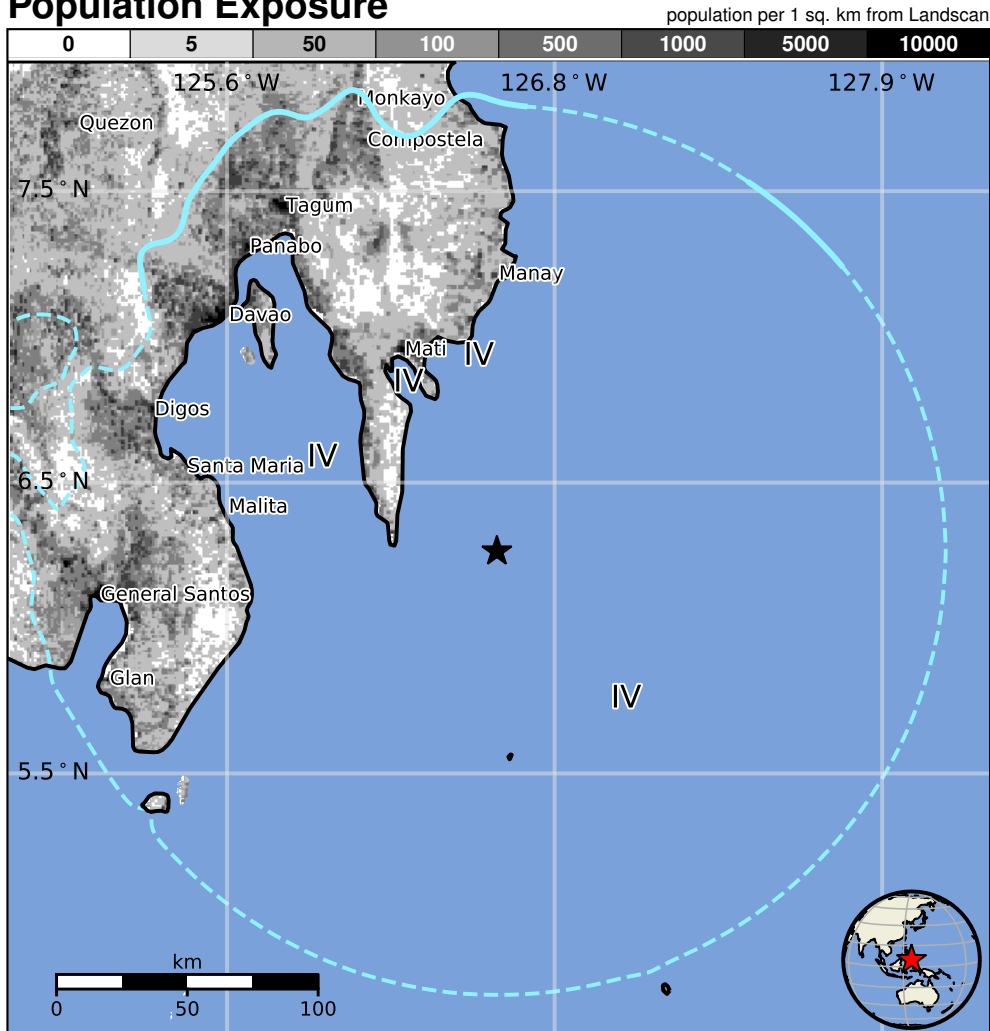 Population Exposure
population per 1 sq. km from Landscan
0 5 50 100 500 1000 5000 10000
125.6°W 126.8°W 127.9°W
Monkayo
Quezon
Compostela
7.5°N
Tagum
Panabo
Manay
Davao
Mati IV
IV
Digos
IV
Santa Maria
6.5°N
Malita
General Santos
Glan
IV
5.5°N
km
0 50 100